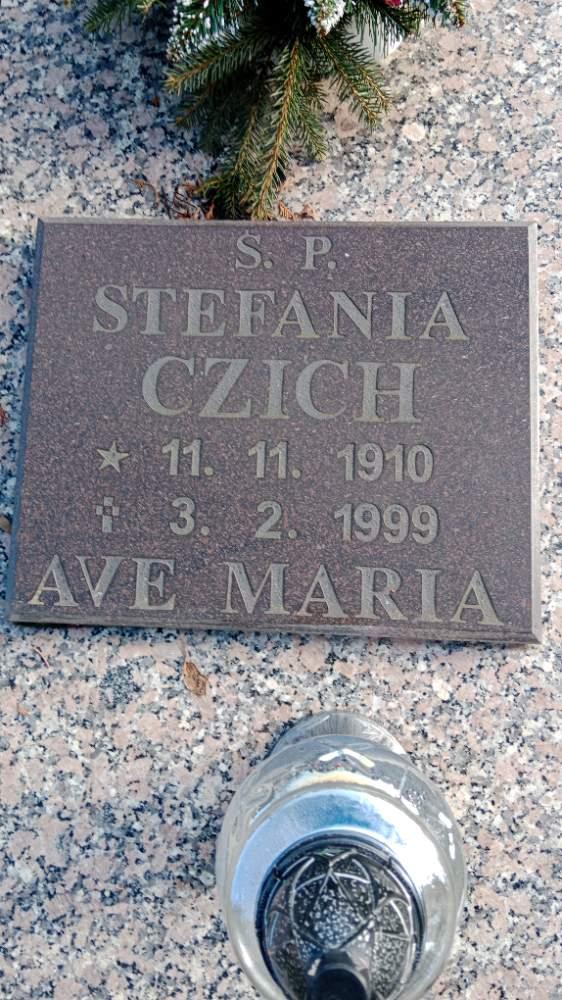 S. P.
STEFANIA
CZICH
★ 11. 11. 1910
✝ 3. 2. 1999
AVE MARIA